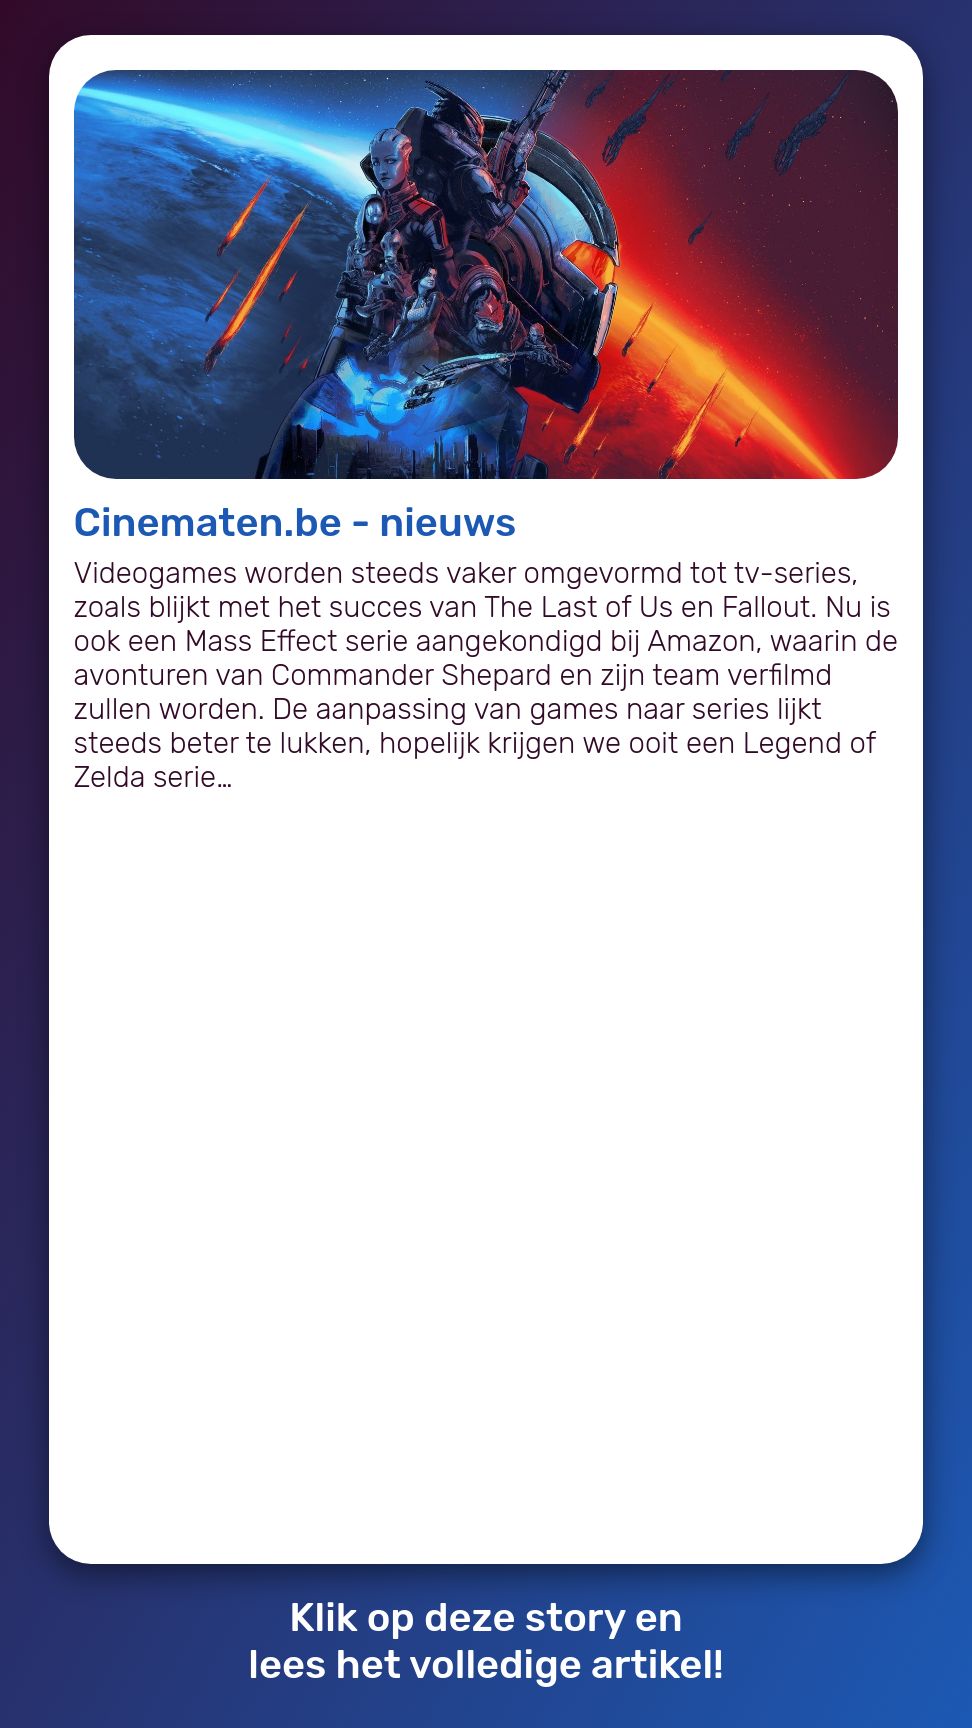 Cinematen.be - nieuws
Videogames worden steeds vaker omgevormd tot tv-series,
zoals blijkt met het succes van The Last of Us en Fallout. Nu is
ook een Mass Effect serie aangekondigd bij Amazon, waarin de
avonturen van Commander Shepard en zijn team verfilmd
zullen worden. De aanpassing van games naar series lijkt
steeds beter te lukken, hopelijk krijgen we ooit een Legend of
Zelda serie…
Klik op deze story en
lees het volledige artikel!